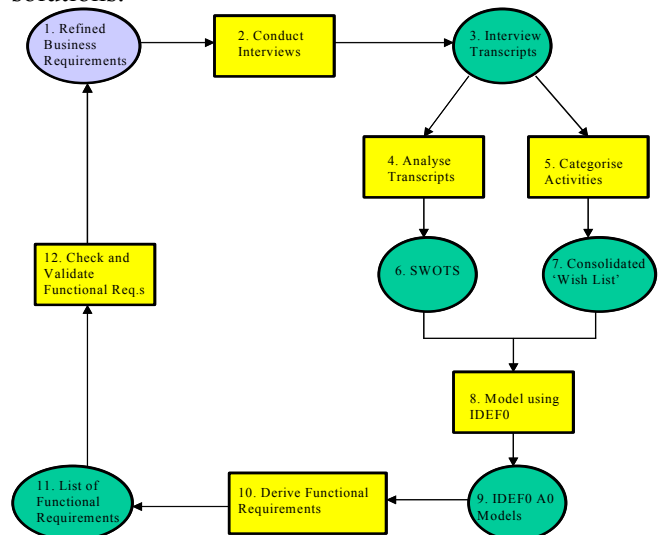 solutions.
1. Refined
Business
Requirements
2. Conduct
Interviews
3. Interview
Transcripts
4. Analyse
Transcripts
5. Categorise
Activities
6. SWOTS
7. Consolidated
‘Wish List’
8. Model using
IDEF0
9. IDEF0 A0
Models
10. Derive Functional
Requirements
11. List of
Functional
Requirements
12. Check and
Validate
Functional Req.s